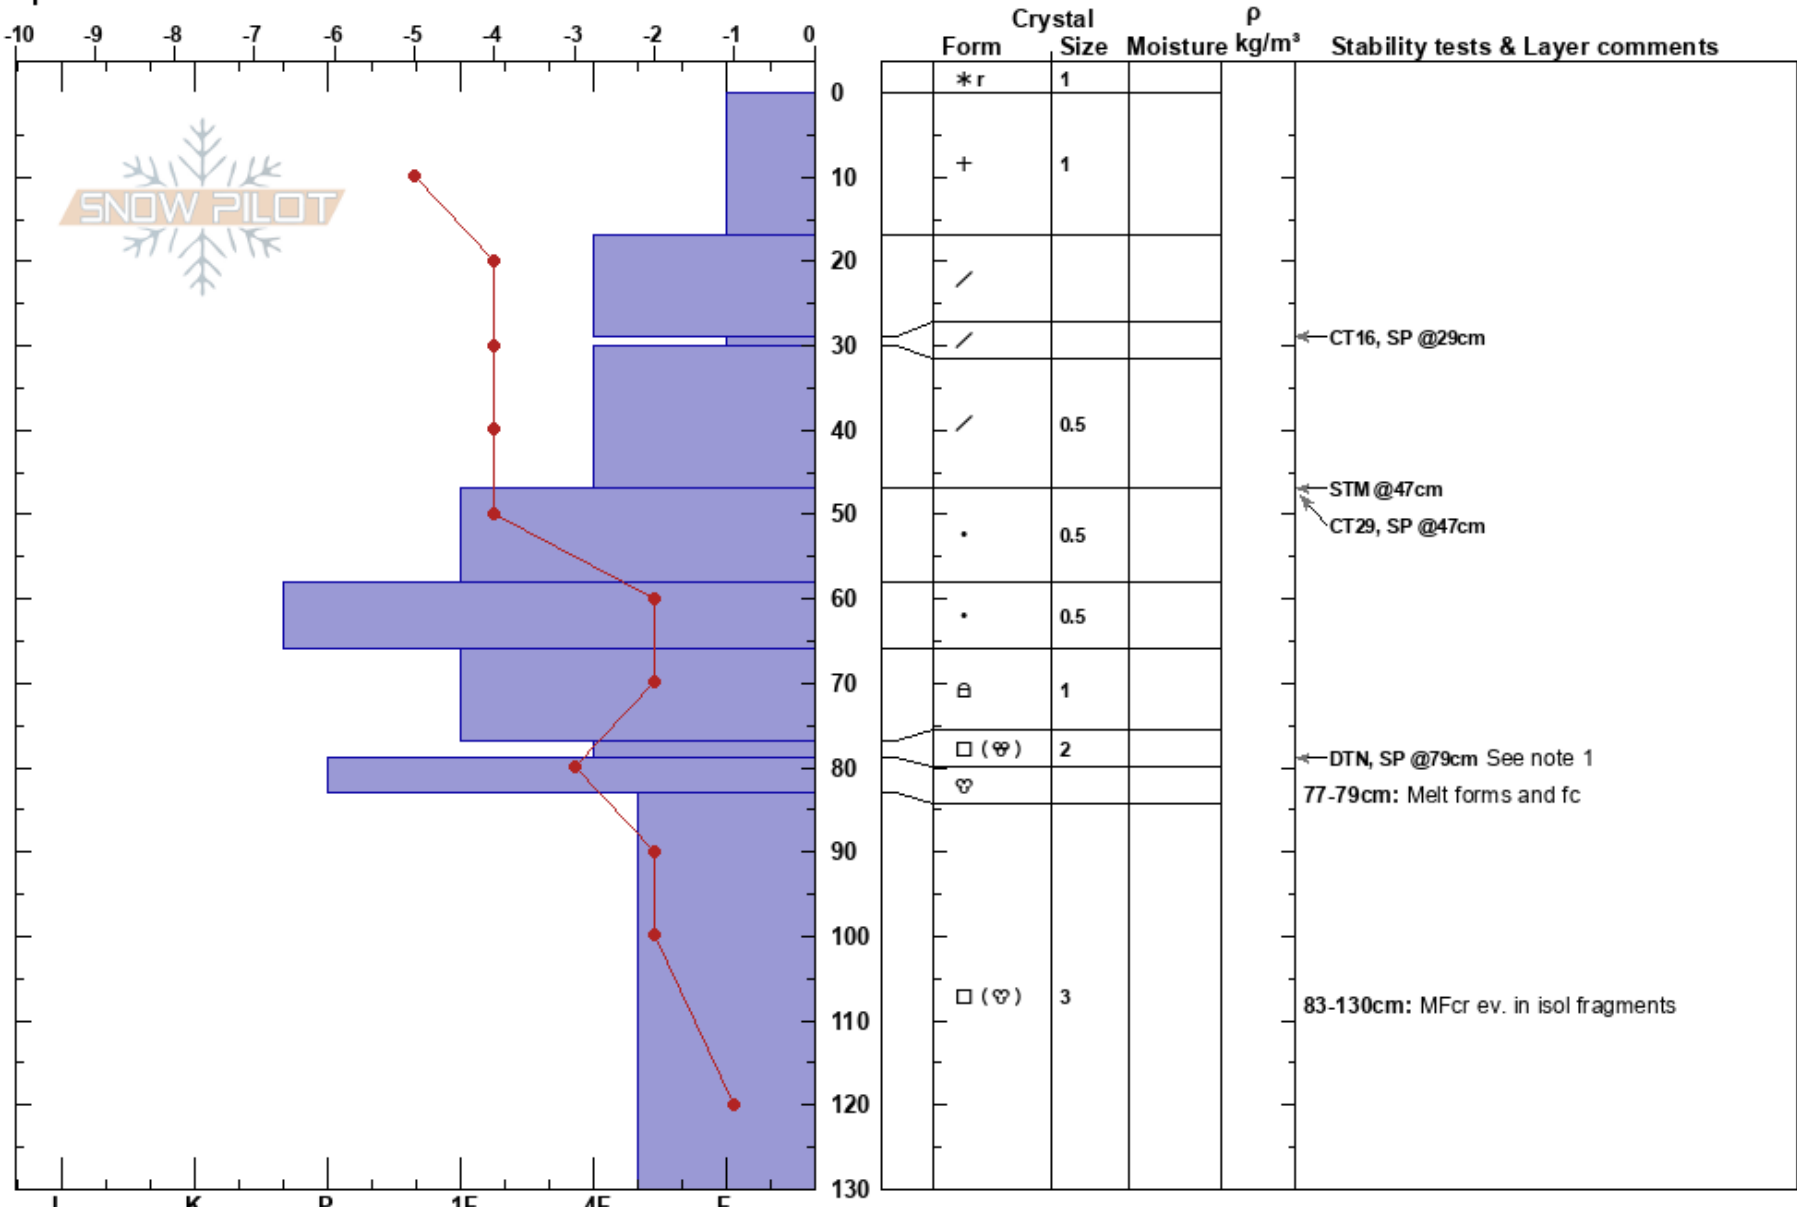 -10 -9 -8 -7 -6 -5 -4 -3 -2 -1 0
Crystal ρ
Form Size Moisture kg/m³ Stability tests & Layer comments
r 1
0
SNOW PILOT
10 + 1
20 /
/ CT16, SP @29cm
30
40 / 0.5
STM @47cm
50 CT29, SP @47cm
0.5
60 0.5
70 1
( ) 2 DTN, SP @79cm See note 1
80
77-79cm: Melt forms and fc
90
100
( ) 3 83-130cm: MFcr ev. in isol fragments
110
120
130
I K P 1F 4F F